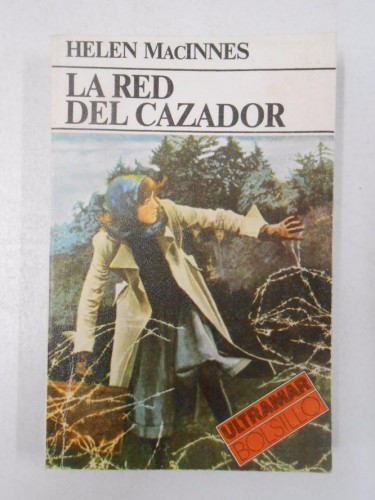 HELEN MACINNES
LA RED
DEL CAZADOR
ULTRAMAR
BOLSILLO